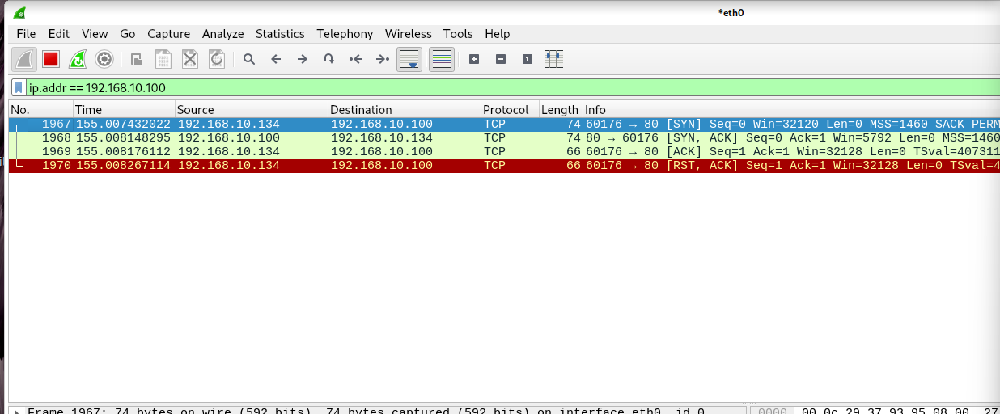 *eth0
File Edit View Go Capture Analyze Statistics Telephony Wireless Tools Help
ip.addr == 192.168.10.100
No. Time Source Destination Protocol Length Info
1967 155.007432022 192.168.10.134 192.168.10.100 TCP 74 60176 → 80 [SYN] Seq=0 Win=32120 Len=0 MSS=1460 SACK_PERM
1968 155.008148295 192.168.10.100 192.168.10.134 TCP 74 80 → 60176 [SYN, ACK] Seq=0 Ack=1 Win=5792 Len=0 MSS=1460
1969 155.008176112 192.168.10.134 192.168.10.100 TCP 66 60176 → 80 [ACK] Seq=1 Ack=1 Win=32128 Len=0 TSval=407311
1970 155.008267114 192.168.10.134 192.168.10.100 TCP 66 60176 → 80 [RST, ACK] Seq=1 Ack=1 Win=32128 Len=0 TSval=4
Frame 1967: 74 bytes on wire (592 bits), 74 bytes captured (592 bits) on interface eth0, id 0
0000 00 0c 29 37 93 95 08 00 27